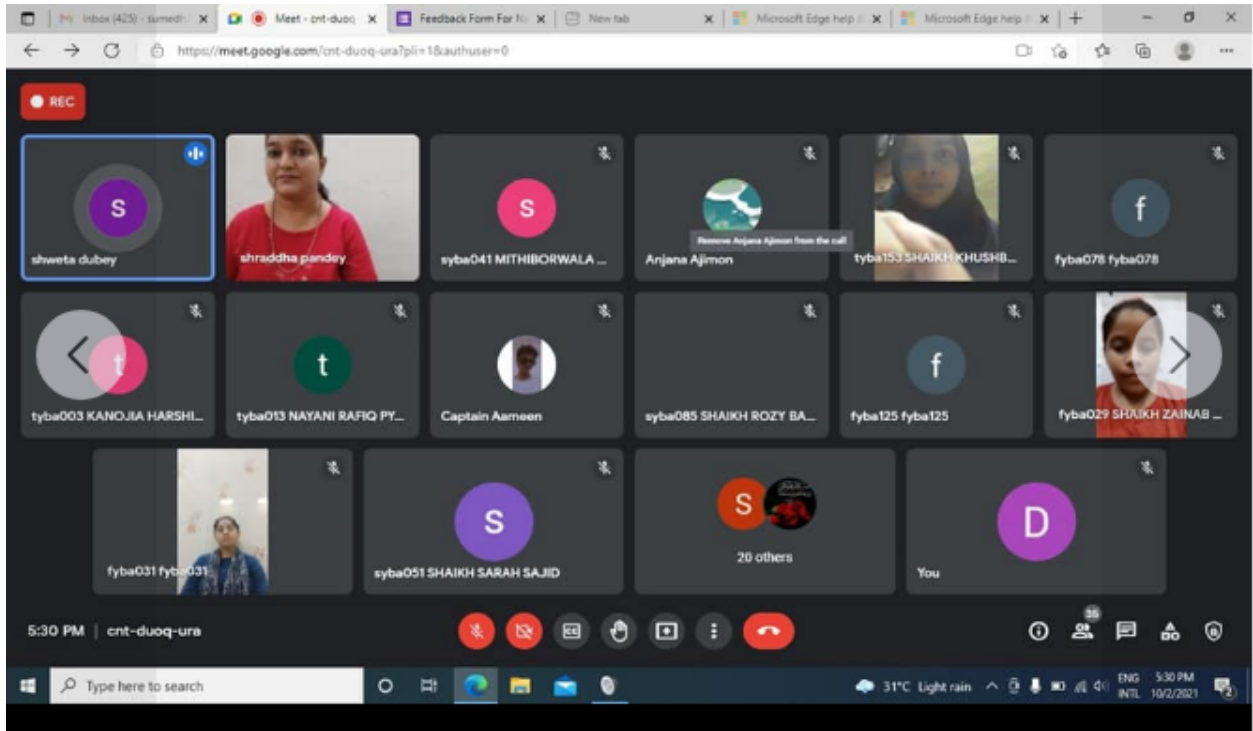 Inbox (425) - sumedh
Meet - cnt-duoq
Feedback Form For
New tab
Microsoft Edge help
Microsoft Edge help
https://meet.google.com/cnt-duoq-ura?pli=1&authuser=0
REC
S
shweta dubey
shraddha pandey
S
syba041 MITHIBORWALA ...
Remove Anjana Ajimon from the call
Anjana Ajimon
tyba153 SHAIKH KHUSHB...
f
fyba078 fyba078
t
tyba003 KANOJIA HARSHI...
t
tyba013 NAYANI RAFIQ PY...
Captain Aameen
syba085 SHAIKH ROZY BA...
f
fyba125 fyba125
fyba029 SHAIKH ZAINAB ...
fyba031 fyba031
S
syba051 SHAIKH SARAH SAJID
S
20 others
D
You
5:30 PM | cnt-duoq-ura
CC
35
Type here to search
31°C Light rain
ENG
INTL
5:30 PM
10/2/2021
2